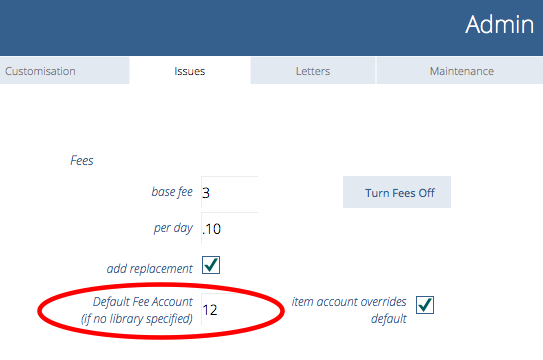 Admin
Customisation Issues Letters Maintenance
Fees
base fee 3 Turn Fees Off
per day .10
add replacement
Default Fee Account
(if no library specified) 12
item account overrides
default